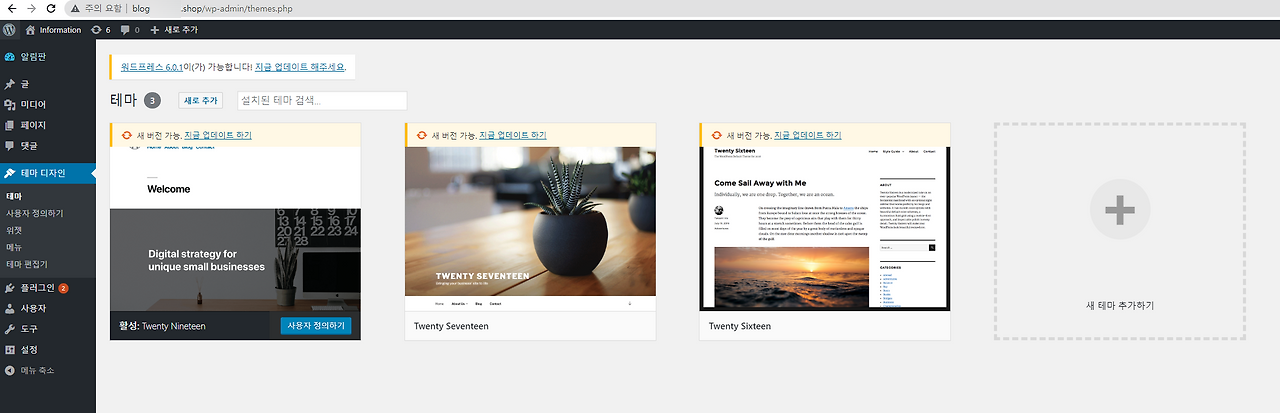 주의 요함 | blog .shop/wp-admin/themes.php
Information 6 0 새로 추가
알림판
글
미디어
페이지
댓글
테마 디자인
테마
사용자 정의하기
위젯
메뉴
테마 편집기
플러그인 2
사용자
도구
설정
메뉴 축소
워드프레스 6.0.1이(가) 가능합니다! 지금 업데이트 해주세요.
테마 3 새로 추가 설치된 테마 검색...
새 버전 가능. 지금 업데이트 하기
Home About Blog Contact
Welcome
Digital strategy for
unique small businesses
활성: Twenty Nineteen 사용자 정의하기
새 버전 가능. 지금 업데이트 하기
TWENTY SEVENTEEN
Home About Us Blog Contact
Twenty Seventeen
새 버전 가능. 지금 업데이트 하기
Twenty Sixteen
Home Style Guide About Contact
Come Sail Away with Me
Individually, we are one drop. Together, we are an ocean.
ABOUT
CATEGORIES
Twenty Sixteen
새 테마 추가하기